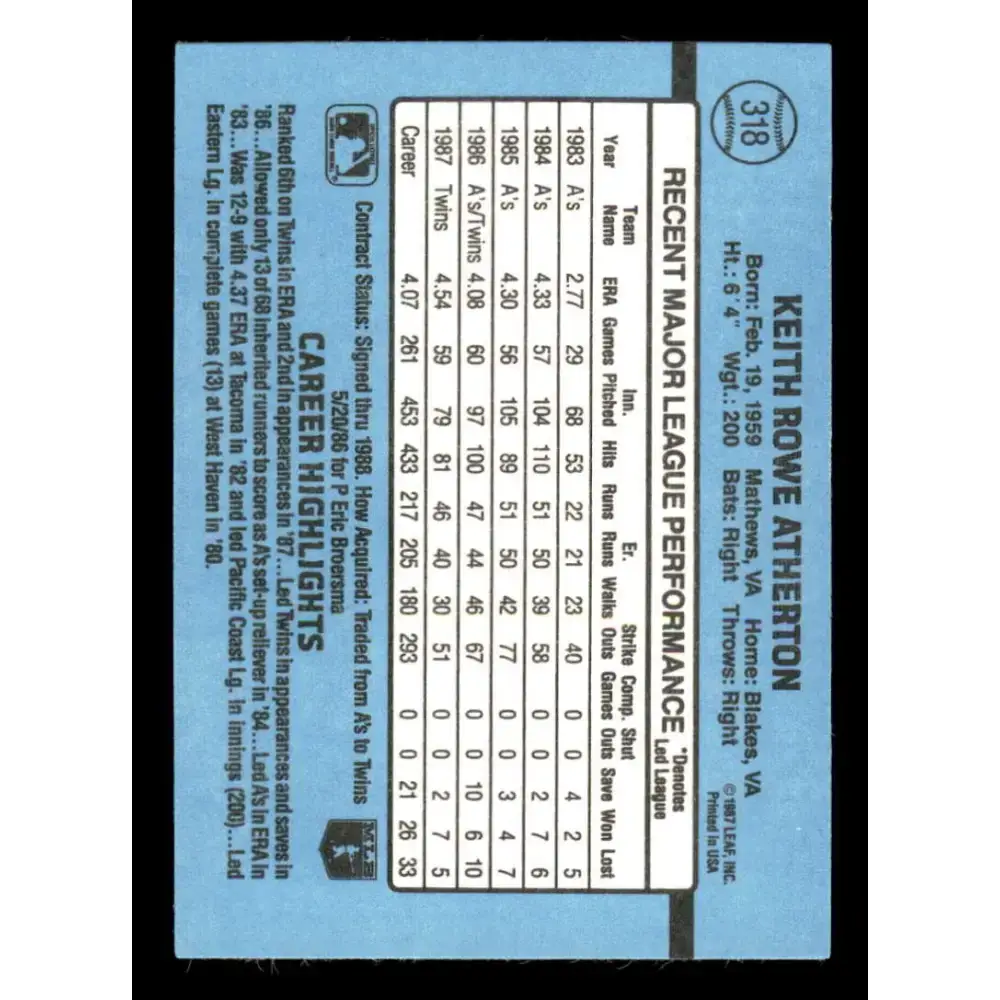 318
KEITH ROWE ATHERTON
Born: Feb. 19, 1959 Mathews, VA Home: Blakes, VA
Ht.: 6'4" Wgt.: 200 Bats: Right Throws: Right
© 1987 LEAF, INC.
Printed in USA
RECENT MAJOR LEAGUE PERFORMANCE *Denotes Led League
Team Inn. Er. Strike Comp. Shut
Year Name ERA Games Pitched Hits Runs Runs Walks Outs Games Outs Save Won Lost
1983 A's 2.77 29 68 53 22 21 23 40 0 0 4 2 5
1984 A's 4.33 57 104 110 51 50 39 58 0 0 2 7 6
1985 A's 4.30 56 105 89 51 50 42 77 0 0 3 4 7
1986 A's/Twins 4.08 60 97 100 47 44 46 67 0 0 10 6 10
1987 Twins 4.54 59 79 81 46 40 30 51 0 0 2 7 5
Career 4.07 261 453 433 217 205 180 293 0 0 21 26 33
Contract Status: Signed thru 1988. How Acquired: Traded from A's to Twins
5/20/86 for P Eric Broersma
MLB
CAREER HIGHLIGHTS
Ranked 6th on Twins in ERA and 2nd in appearances in '87...Led Twins in appearances and saves in
'86...Allowed only 13 of 68 inherited runners to score as A's set-up reliever in '84...Led A's in ERA in
'83...Was 12-9 with 4.37 ERA at Tacoma in '82 and led Pacific Coast Lg. in innings (200)...Led
Eastern Lg. in complete games (13) at West Haven in '80.